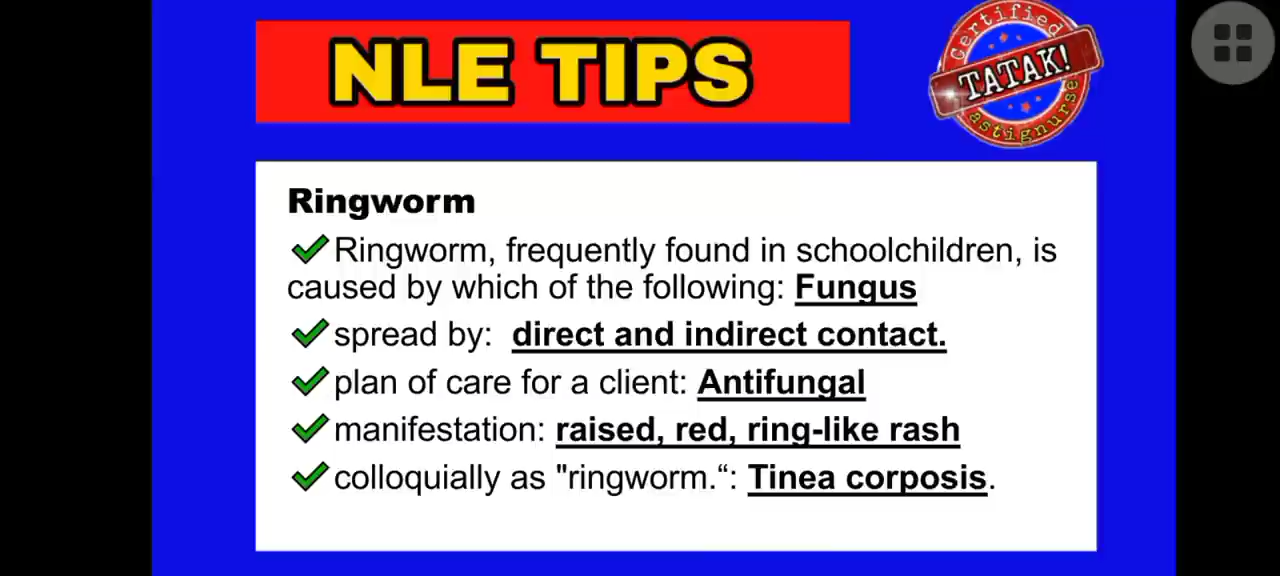 NLE TIPS
Certified
TATAK!
astignurse
Ringworm
Ringworm, frequently found in schoolchildren, is
caused by which of the following: Fungus
spread by: direct and indirect contact.
plan of care for a client: Antifungal
manifestation: raised, red, ring-like rash
colloquially as "ringworm.“: Tinea corposis.